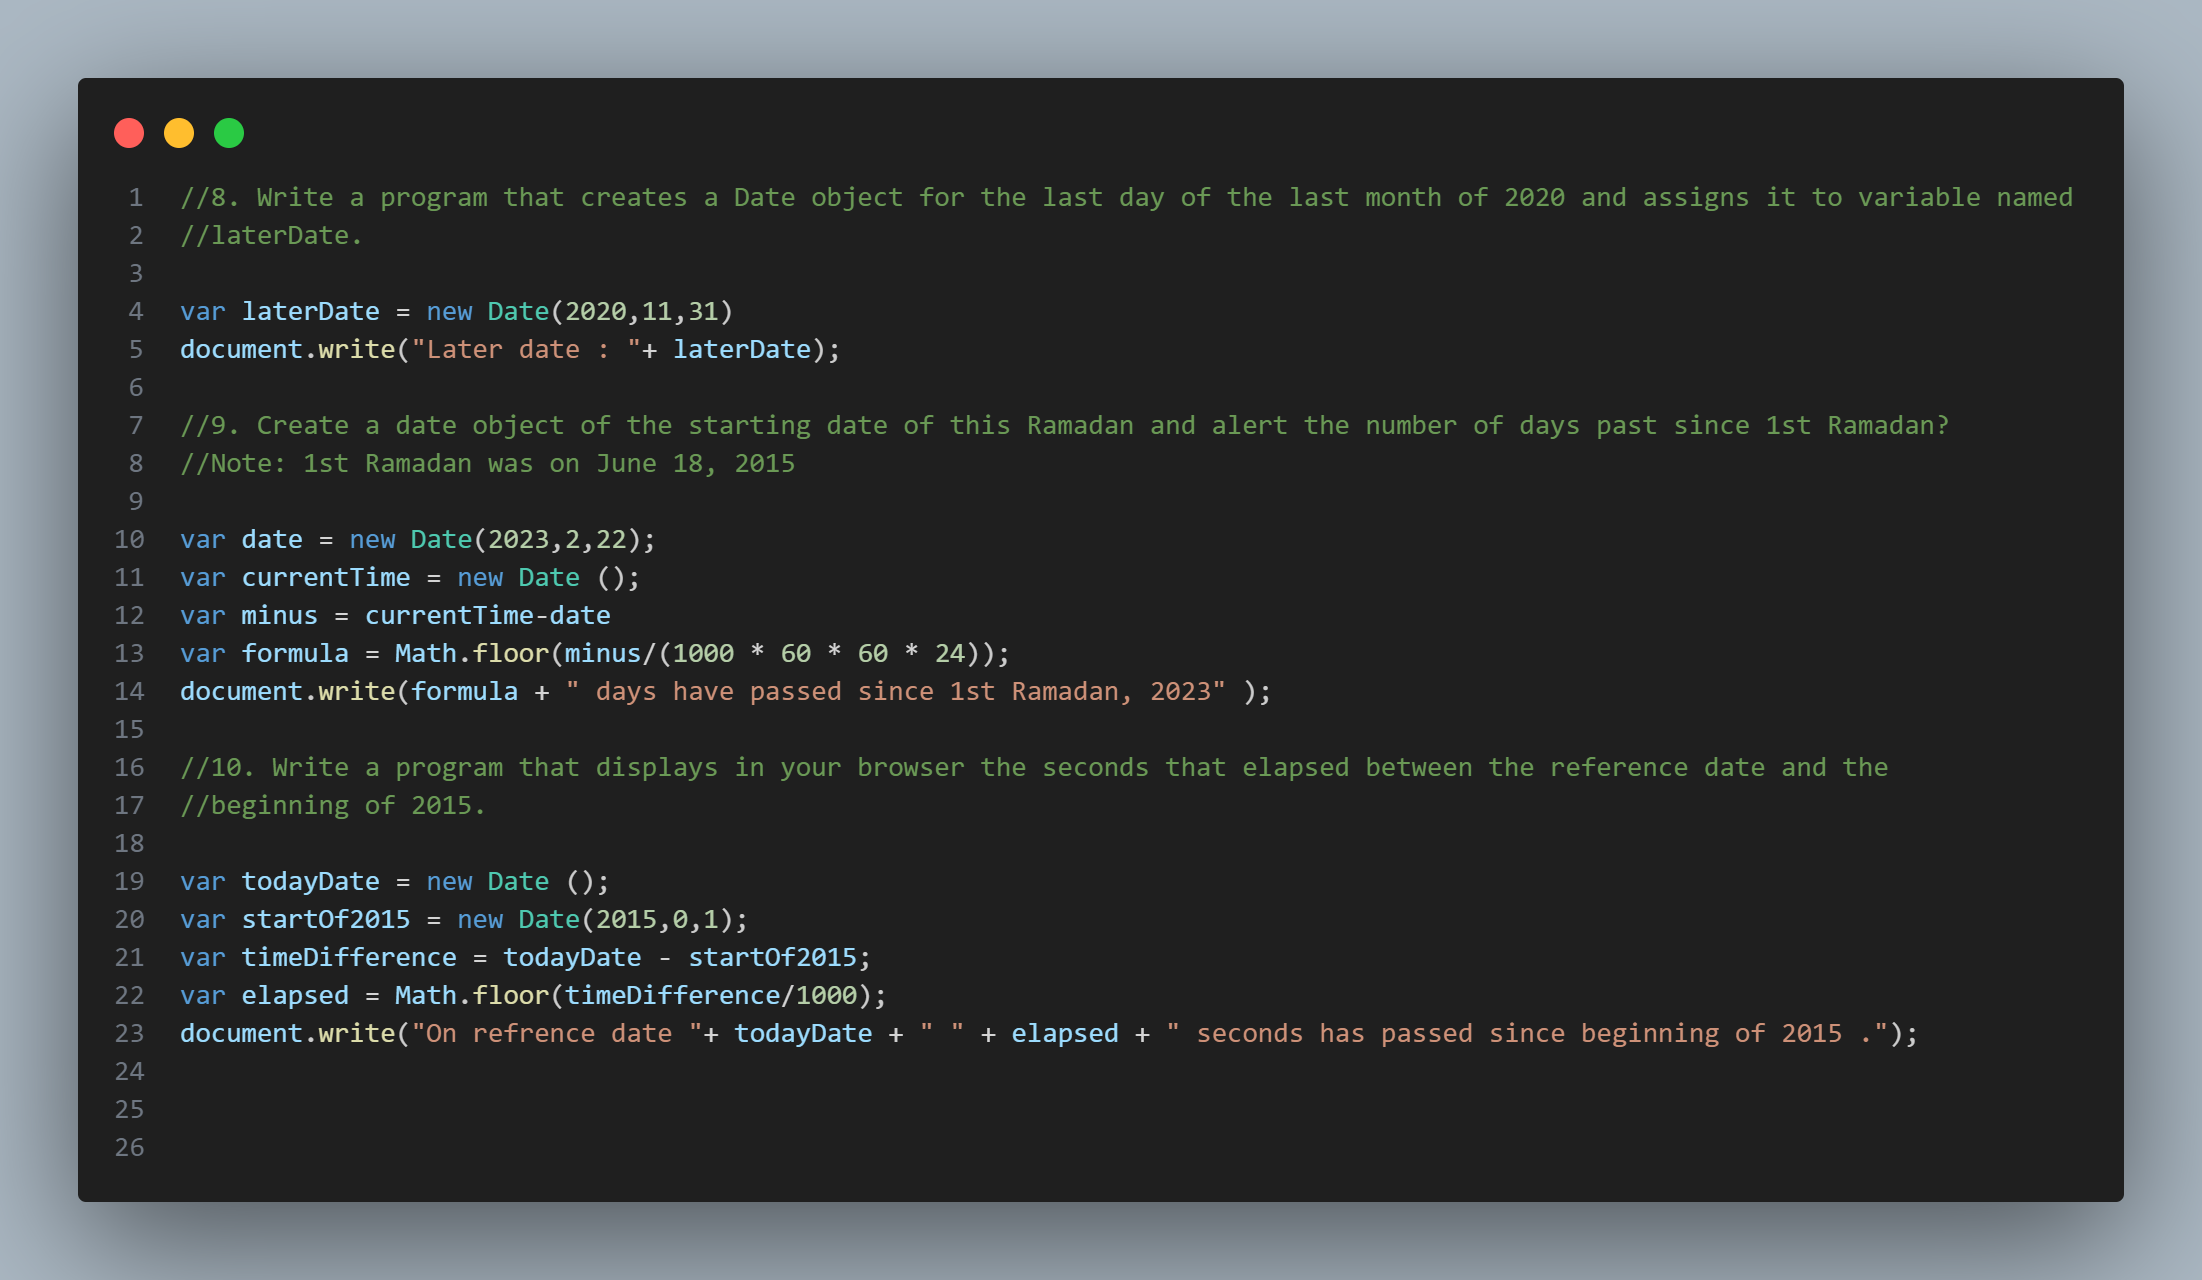 1 //8. Write a program that creates a Date object for the last day of the last month of 2020 and assigns it to variable named
2 //laterDate.
3
4 var laterDate = new Date(2020,11,31)
5 document.write("Later date : "+ laterDate);
6
7 //9. Create a date object of the starting date of this Ramadan and alert the number of days past since 1st Ramadan?
8 //Note: 1st Ramadan was on June 18, 2015
9
10 var date = new Date(2023,2,22);
11 var currentTime = new Date ();
12 var minus = currentTime-date
13 var formula = Math.floor(minus/(1000 * 60 * 60 * 24));
14 document.write(formula + " days have passed since 1st Ramadan, 2023" );
15
16 //10. Write a program that displays in your browser the seconds that elapsed between the reference date and the
17 //beginning of 2015.
18
19 var todayDate = new Date ();
20 var startOf2015 = new Date(2015,0,1);
21 var timeDifference = todayDate - startOf2015;
22 var elapsed = Math.floor(timeDifference/1000);
23 document.write("On refrence date "+ todayDate + " " + elapsed + " seconds has passed since beginning of 2015 .");
24
25
26